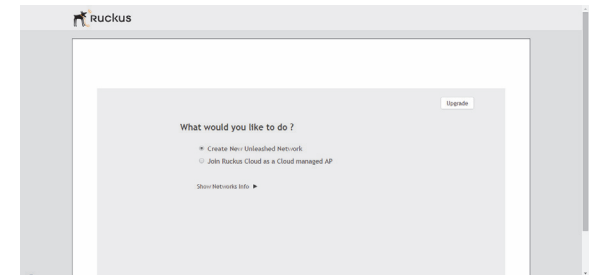 Ruckus
Upgrade
What would you like to do ?
Create New Unleashed Network
Join Ruckus Cloud as a Cloud managed AP
Show Networks Info ►